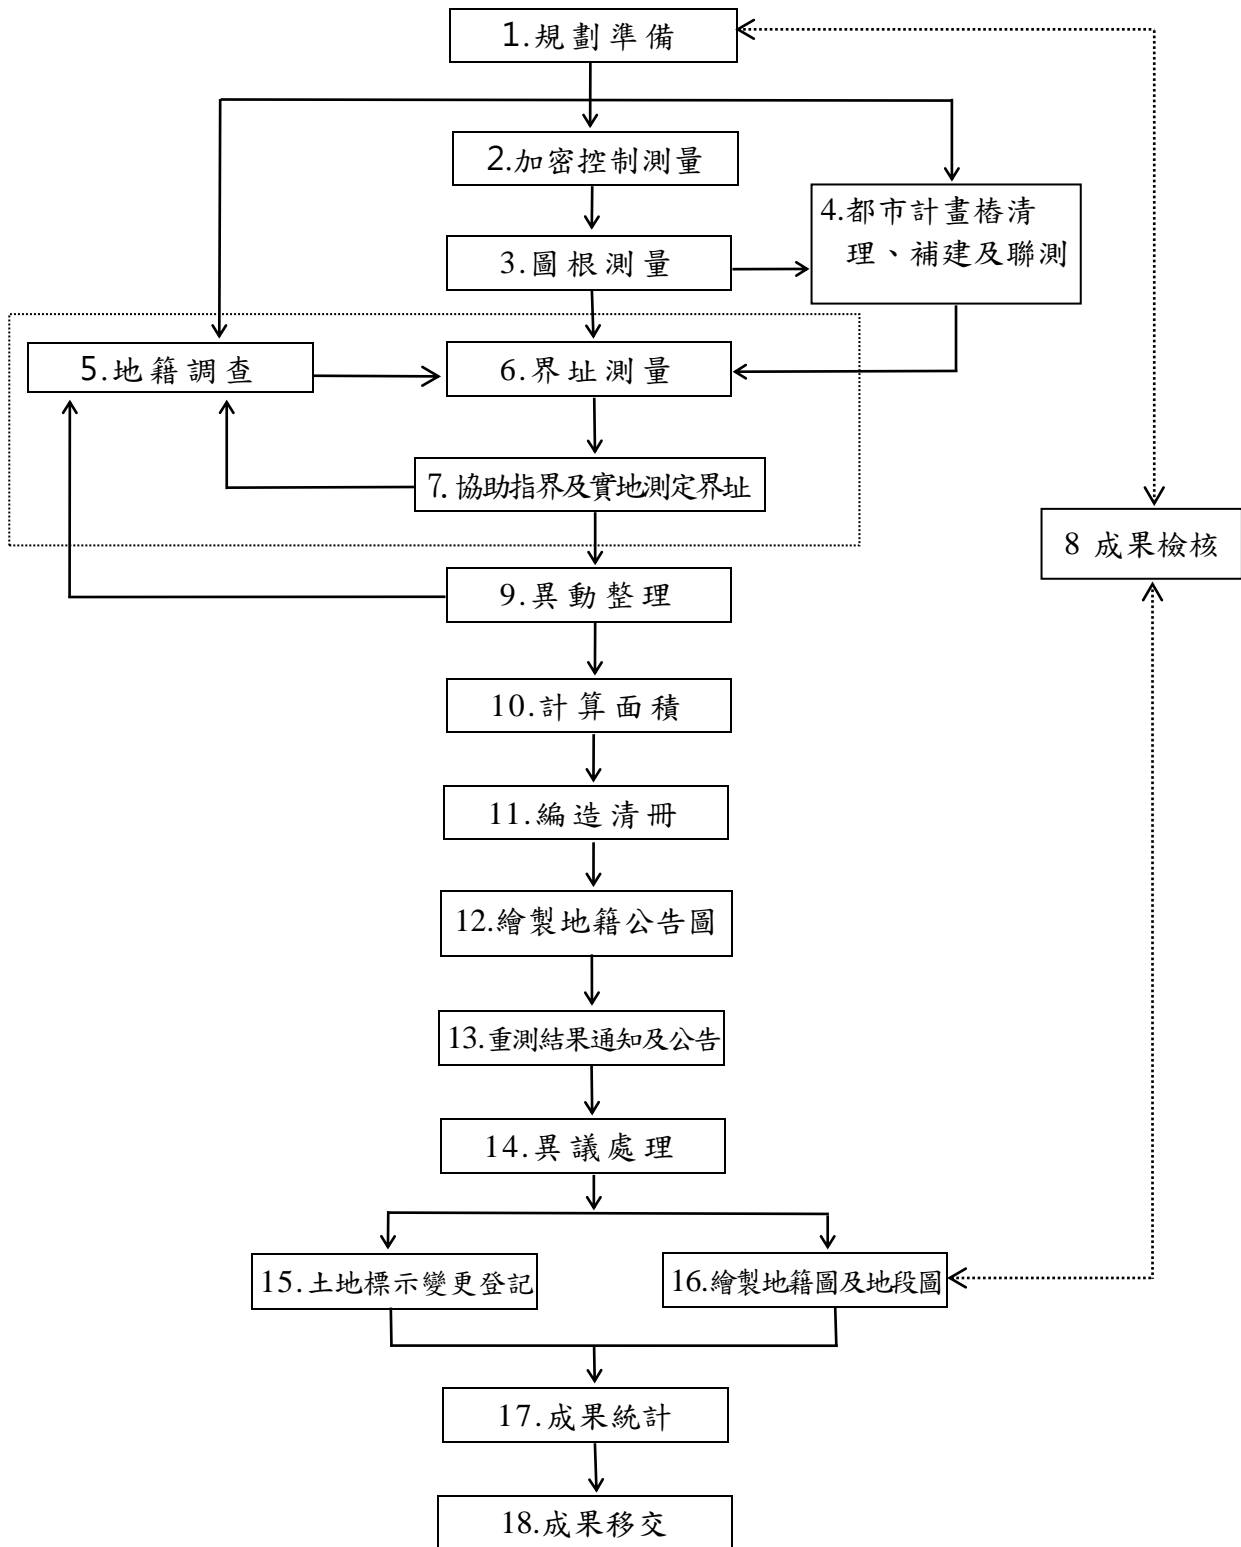 1.規劃準備
2.加密控制測量
4.都市計畫樁清
理、補建及聯測
3.圖根測量
5.地籍調查
6.界址測量
7.協助指界及實地測定界址
8 成果檢核
9.異動整理
10.計算面積
11.編造清冊
12.繪製地籍公告圖
13.重測結果通知及公告
14.異議處理
15.土地標示變更登記
16.繪製地籍圖及地段圖
17.成果統計
18.成果移交